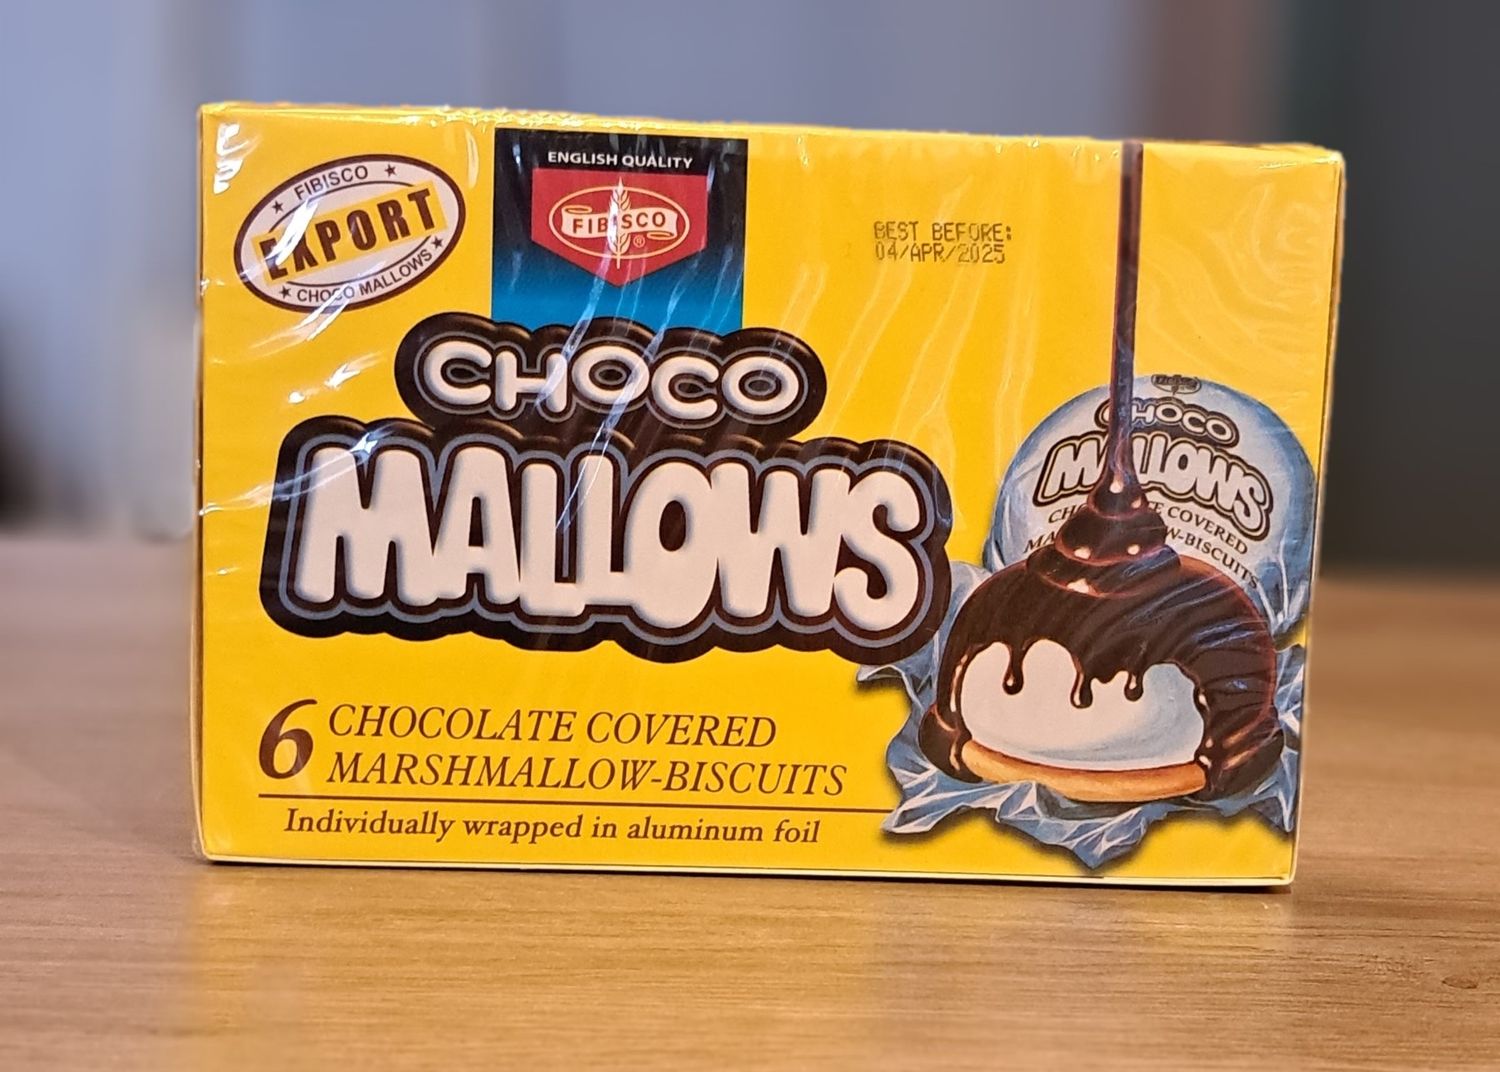 FIBISCO
EXPORT
CHOCO MALLOWS
ENGLISH QUALITY
FIBISCO
®
BEST BEFORE:
04/APR/2025
CHOCO
MALLOWS
6 CHOCOLATE COVERED
MARSHMALLOW-BISCUITS
Individually wrapped in aluminum foil
CHOCO
MALLOWS
COVERED